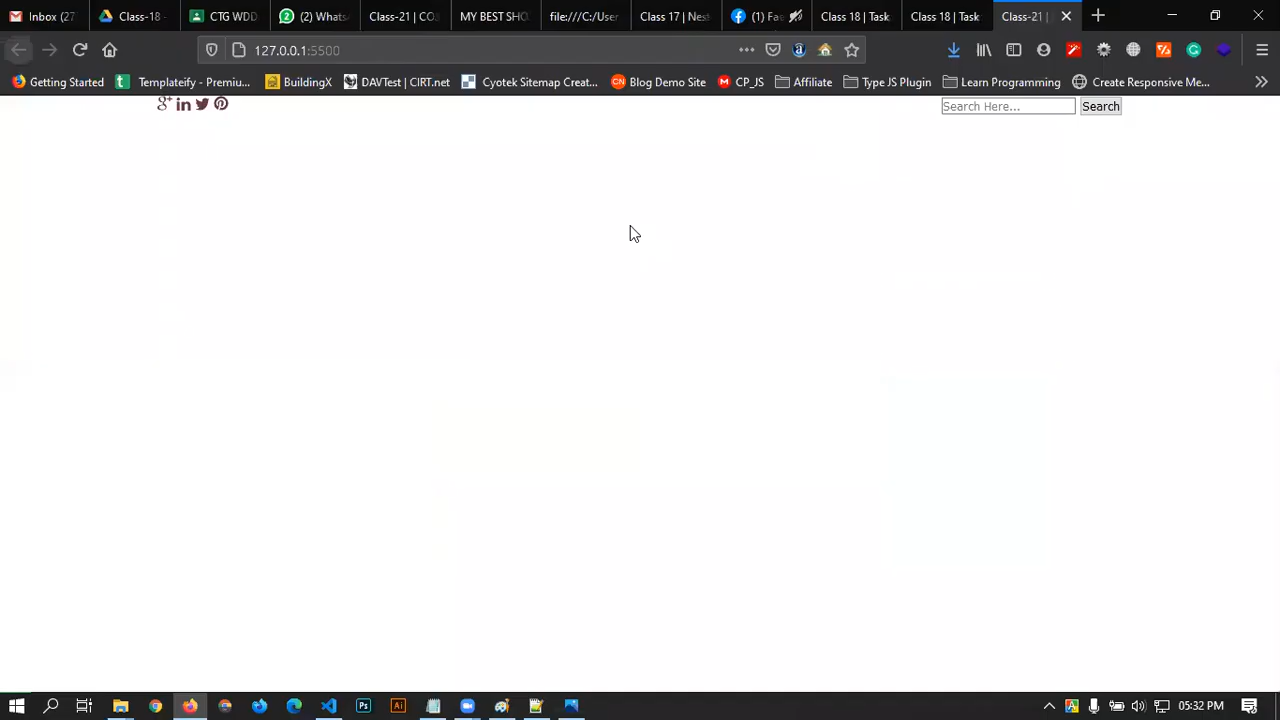 Inbox (27
Class-18 -
CTG WDD
(2) Whats
Class-21 | CO
MY BEST SHO
file:///C:/User
Class 17 | Nes
(1) Fac
Class 18 | Task
Class 18 | Task
Class-21 |
127.0.0.1:5500
Getting Started
Templateify - Premiu...
BuildingX
DAVTest | CIRT.net
Cyotek Sitemap Creat...
Blog Demo Site
CP_JS
Affiliate
Type JS Plugin
Learn Programming
Create Responsive Me...
Search Here...
Search
05:32 PM